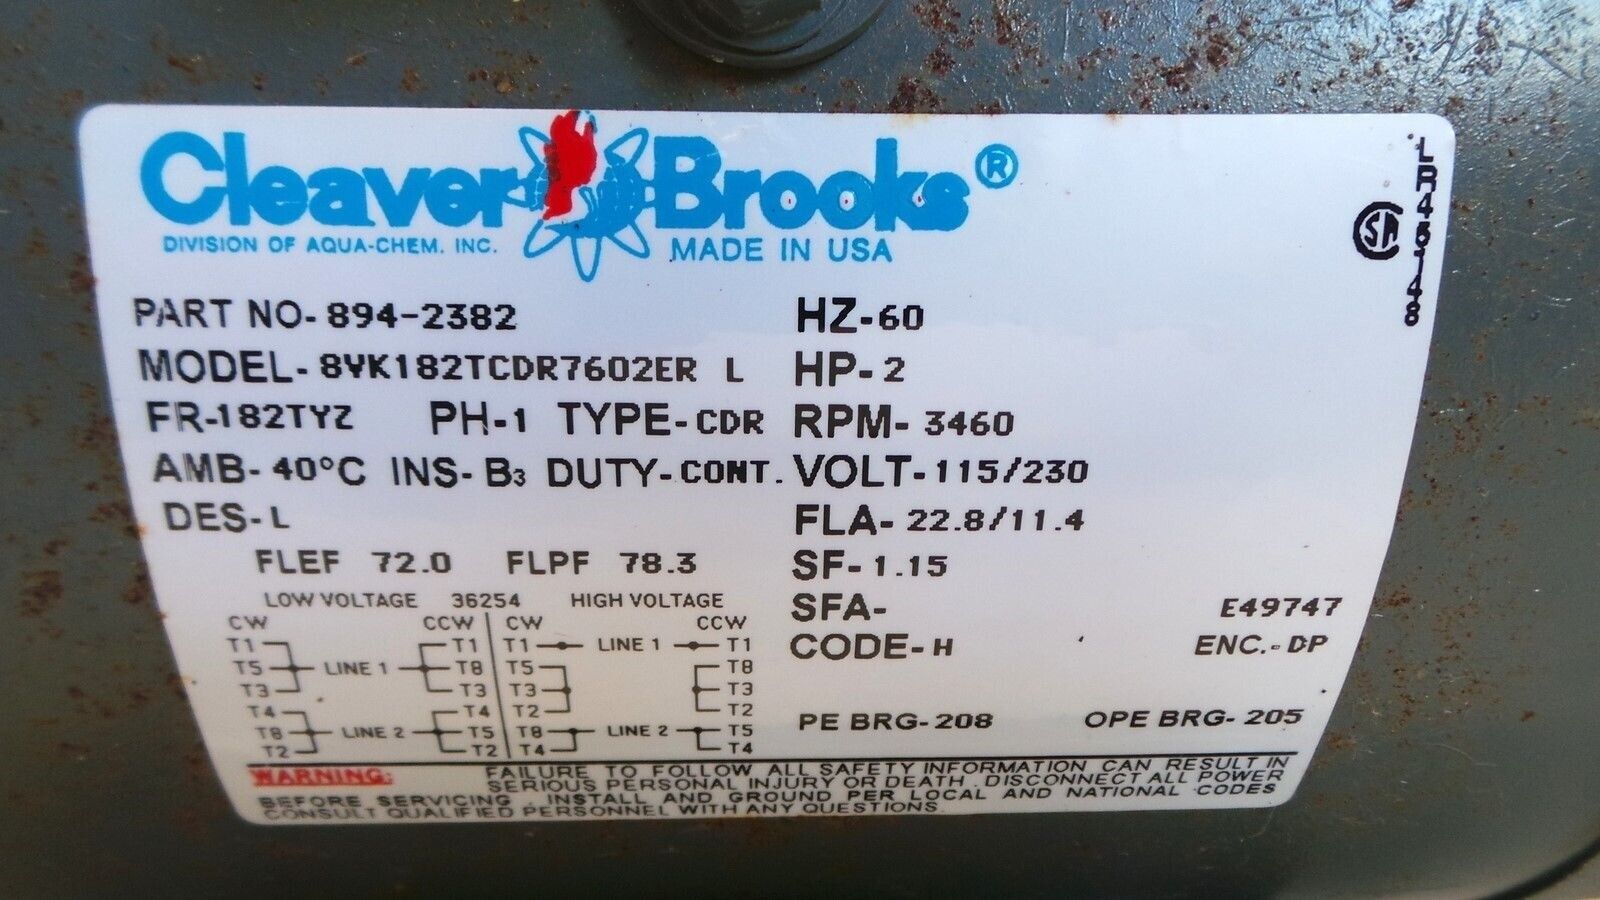 Cleaver Brooks®
DIVISION OF AQUA-CHEM. INC. MADE IN USA
LR46148
SA
PART NO- 894-2382 HZ-60
MODEL- 8VK182TCDR7602ER L HP-2
FR-182TYZ PH-1 TYPE-CDR RPM- 3460
AMB- 40°C INS- B3 DUTY-CONT. VOLT-115/230
DES-L FLA- 22.8/11.4
FLEF 72.0 FLPF 78.3 SF-1.15
LOW VOLTAGE 36254 HIGH VOLTAGE SFA- E49747
CW CCW CW CCW CODE-H ENC.-DP
T1 T1 T1 LINE 1 T1
T5 LINE 1 T8 T5 T8
T3 T3 T3 T3
T4 T4 T2 T2 PE BRG-208 OPE BRG- 205
T8 LINE 2 T5 T8 LINE 2 T5
T2 T2 T4 T4
WARNING: FAILURE TO FOLLOW ALL SAFETY INFORMATION CAN RESULT IN
SERIOUS PERSONAL INJURY OR DEATH. DISCONNECT ALL POWER
BEFORE SERVICING. INSTALL AND GROUND PER LOCAL AND NATIONAL CODES
CONSULT QUALIFIED PERSONNEL WITH ANY QUESTIONS